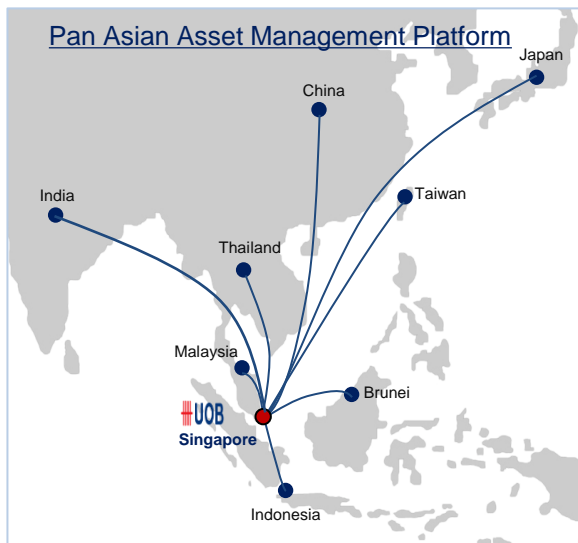 Pan Asian Asset Management Platform
Japan
China
India
Taiwan
Thailand
Malaysia
Brunei
UOB
Singapore
Indonesia